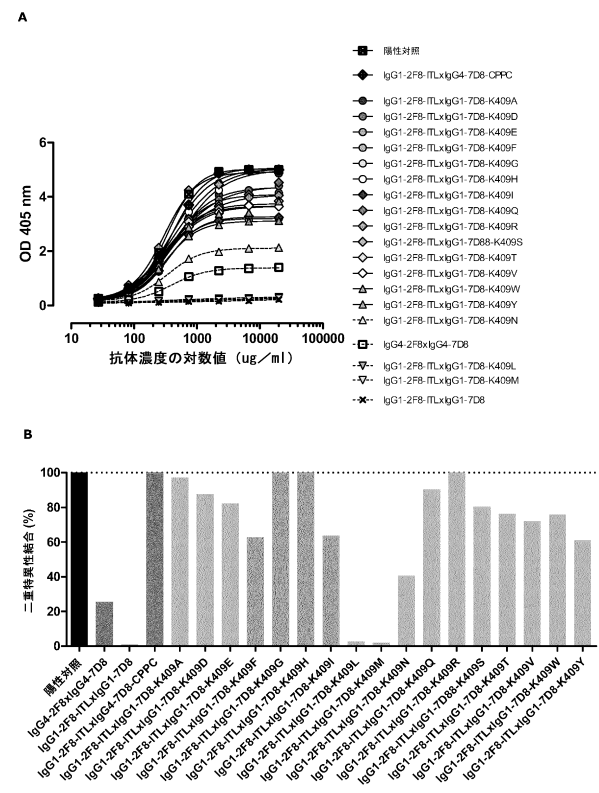 A
6
4
2
0
OD 405 nm
10
100
1000
10000
100000
抗体濃度の対数値（ug／ml）
陽性対照
IgG1-2F8-ITLxIgG4-7D8-CPPC
IgG1-2F8-ITLxIgG1-7D8-K409A
IgG1-2F8-ITLxIgG1-7D8-K409D
IgG1-2F8-ITLxIgG1-7D8-K409E
IgG1-2F8-ITLxIgG1-7D8-K409F
IgG1-2F8-ITLxIgG1-7D8-K409G
IgG1-2F8-ITLxIgG1-7D8-K409H
IgG1-2F8-ITLxIgG1-7D8-K409I
IgG1-2F8-ITLxIgG1-7D8-K409Q
IgG1-2F8-ITLxIgG1-7D8-K409R
IgG1-2F8-ITLxIgG1-7D88-K409S
IgG1-2F8-ITLxIgG1-7D8-K409T
IgG1-2F8-ITLxIgG1-7D8-K409V
IgG1-2F8-ITLxIgG1-7D8-K409W
IgG1-2F8-ITLxIgG1-7D8-K409Y
IgG1-2F8-ITLxIgG1-7D8-K409N
IgG4-2F8xIgG4-7D8
IgG1-2F8-ITLxIgG1-7D8-K409L
IgG1-2F8-ITLxIgG1-7D8-K409M
IgG1-2F8-ITLxIgG1-7D8
B
100
80
60
40
20
0
二重特異性結合 (%)
陽性対照
IgG4-2F8xIgG4-7D8
IgG1-2F8-ITLxIgG1-7D8
IgG1-2F8-ITLxIgG4-7D8-CPPC
IgG1-2F8-ITLxIgG1-7D8-K409A
IgG1-2F8-ITLxIgG1-7D8-K409D
IgG1-2F8-ITLxIgG1-7D8-K409E
IgG1-2F8-ITLxIgG1-7D8-K409F
IgG1-2F8-ITLxIgG1-7D8-K409G
IgG1-2F8-ITLxIgG1-7D8-K409H
IgG1-2F8-ITLxIgG1-7D8-K409I
IgG1-2F8-ITLxIgG1-7D8-K409L
IgG1-2F8-ITLxIgG1-7D8-K409M
IgG1-2F8-ITLxIgG1-7D8-K409N
IgG1-2F8-ITLxIgG1-7D8-K409Q
IgG1-2F8-ITLxIgG1-7D8-K409R
IgG1-2F8-ITLxIgG1-7D88-K409S
IgG1-2F8-ITLxIgG1-7D8-K409T
IgG1-2F8-ITLxIgG1-7D8-K409V
IgG1-2F8-ITLxIgG1-7D8-K409W
IgG1-2F8-ITLxIgG1-7D8-K409Y